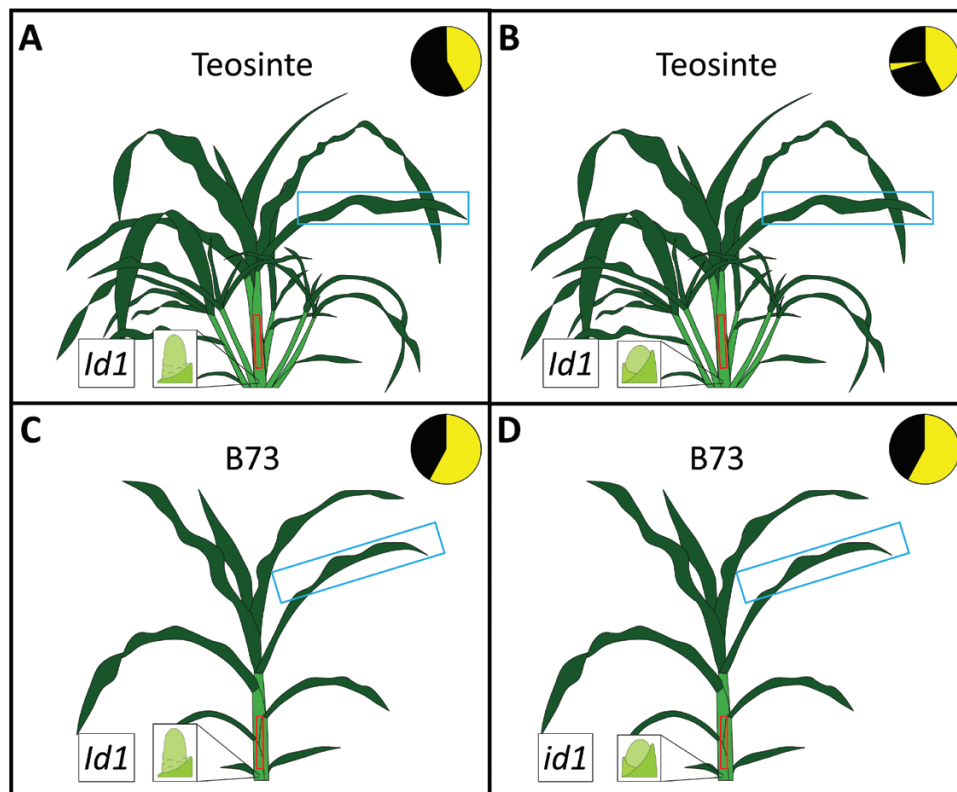 A
Teosinte
Id1
B
Teosinte
Id1
C
B73
Id1
D
B73
id1